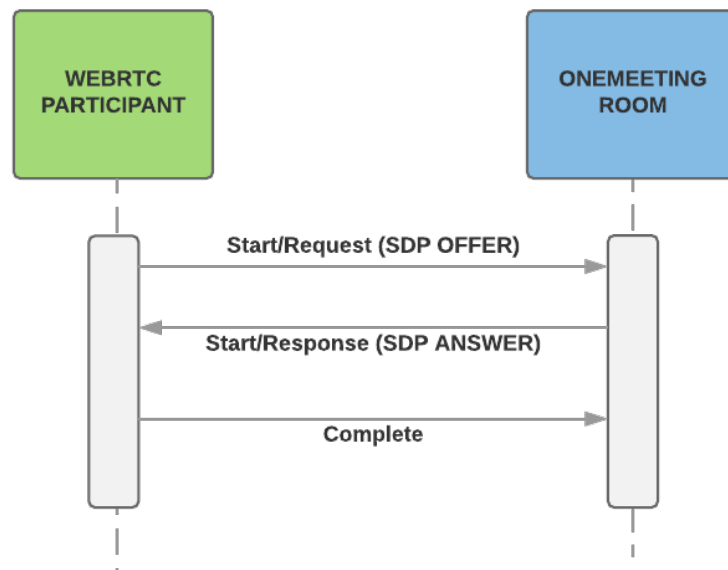 WEBRTC
PARTICIPANT
ONEMEETING
ROOM
Start/Request (SDP OFFER)
Start/Response (SDP ANSWER)
Complete